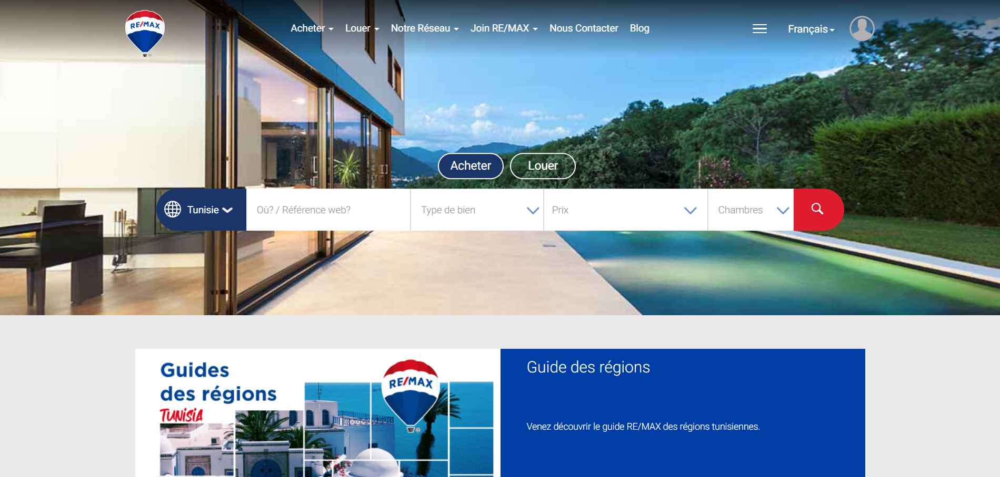 RE/MAX
Acheter
Louer
Notre Réseau
Join RE/MAX
Nous Contacter
Blog
Français
Acheter
Louer
Tunisie
Où? / Référence web?
Type de bien
Prix
Chambres
Guides
des régions
TUNISIA
RE/MAX
Guide des régions
Venez découvrir le guide RE/MAX des régions tunisiennes.